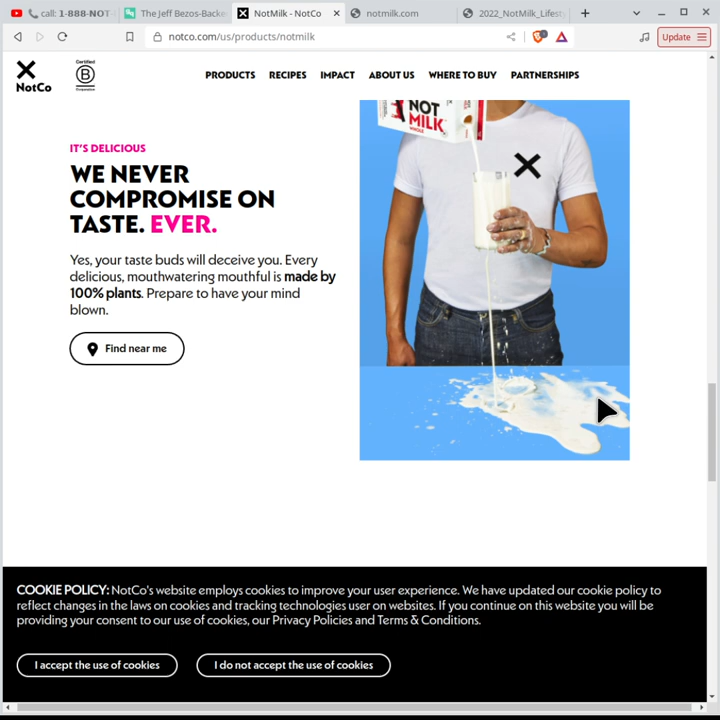 call: 1-888-NOT
The Jeff Bezos-Backe
NotMilk - NotCo
notmilk.com
2022_NotMilk_Lifest
notco.com/us/products/notmilk
Update
NotCo
Certified
B
Corporation
PRODUCTS
RECIPES
IMPACT
ABOUT US
WHERE TO BUY
PARTNERSHIPS
IT'S DELICIOUS
WE NEVER
COMPROMISE ON
TASTE. EVER.
Yes, your taste buds will deceive you. Every
delicious, mouthwatering mouthful is made by
100% plants. Prepare to have your mind
blown.
Find near me
NOT
MILK
WHOLE
COOKIE POLICY: NotCo's website employs cookies to improve your user experience. We have updated our cookie policy to
reflect changes in the laws on cookies and tracking technologies user on websites. If you continue on this website you will be
providing your consent to our use of cookies, our Privacy Policies and Terms & Conditions.
I accept the use of cookies
I do not accept the use of cookies